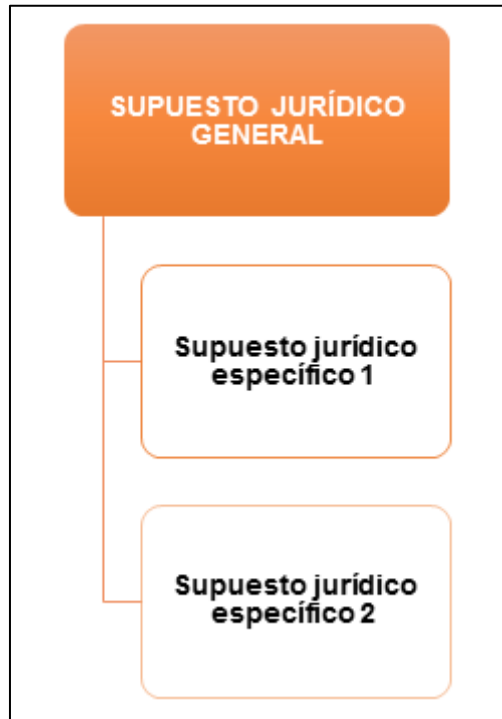 SUPUESTO JURÍDICO
GENERAL
Supuesto jurídico
específico 1
Supuesto jurídico
específico 2